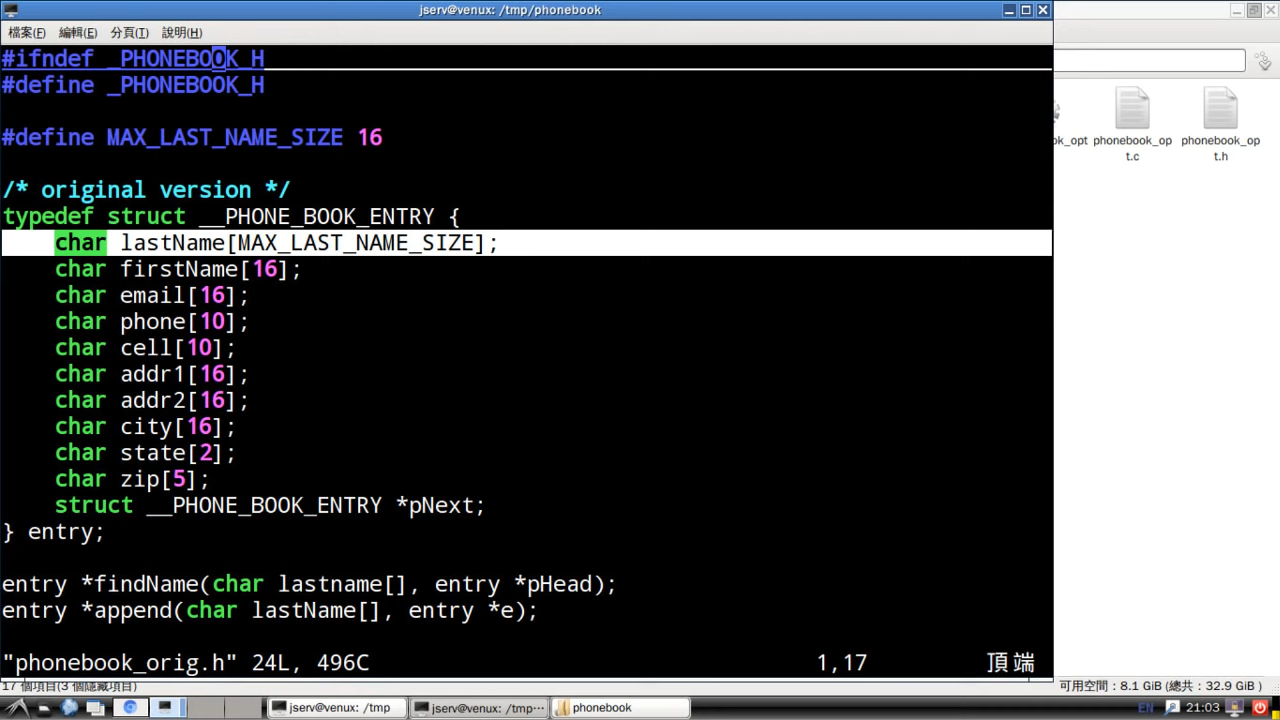 jserv@venux: /tmp/phonebook
檔案(F) 編輯(E) 分頁(T) 說明(H)
#ifndef _PHONEBOOK_H
#define _PHONEBOOK_H
#define MAX_LAST_NAME_SIZE 16
/* original version */
typedef struct __PHONE_BOOK_ENTRY {
    char lastName[MAX_LAST_NAME_SIZE];
    char firstName[16];
    char email[16];
    char phone[10];
    char cell[10];
    char addr1[16];
    char addr2[16];
    char city[16];
    char state[2];
    char zip[5];
    struct __PHONE_BOOK_ENTRY *pNext;
} entry;
entry *findName(char lastname[], entry *pHead);
entry *append(char lastName[], entry *e);
"phonebook_orig.h" 24L, 496C 1,17 頂端
k_opt
phonebook_op
t.c
phonebook_op
t.h
17 個項目(3 個隱藏項目)
可用空間：8.1 GiB (總共：32.9 GiB )
jserv@venux: /tmp
jserv@venux: /tmp⋯
phonebook
EN
21:03